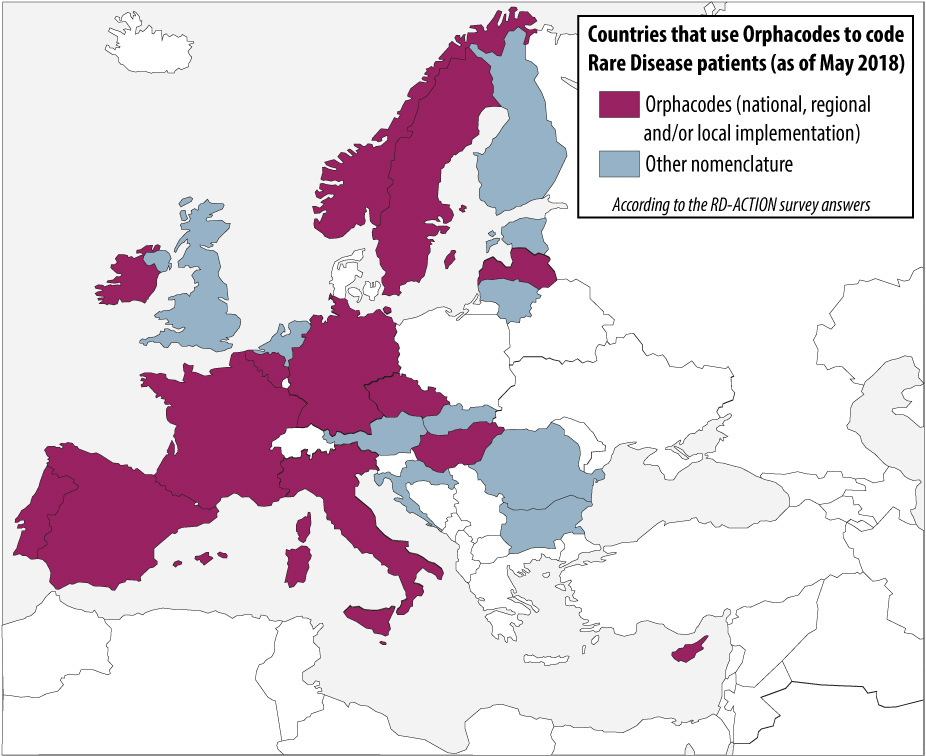 Countries that use Orphacodes to code
Rare Disease patients (as of May 2018)
Orphacodes (national, regional
and/or local implementation)
Other nomenclature
According to the RD-ACTION survey answers